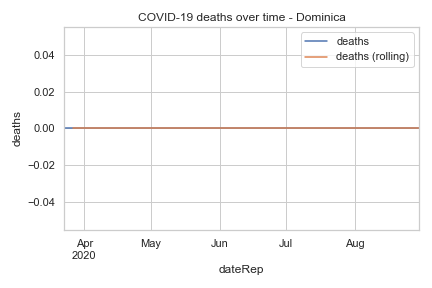 COVID-19 deaths over time - Dominica
deaths
deaths (rolling)
0.04
0.02
0.00
−0.02
−0.04
deaths
Apr
2020
May
Jun
Jul
Aug
dateRep